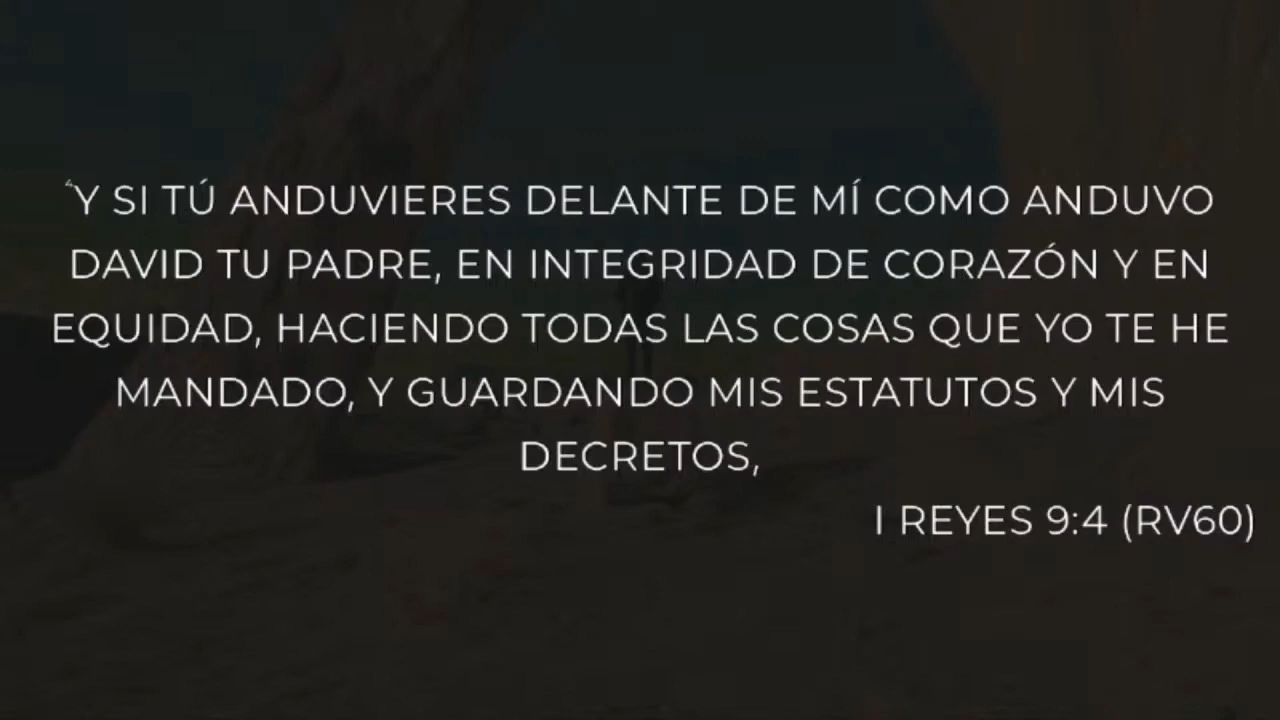 ⁴Y SI TÚ ANDUVIERES DELANTE DE MÍ COMO ANDUVO
DAVID TU PADRE, EN INTEGRIDAD DE CORAZÓN Y EN
EQUIDAD, HACIENDO TODAS LAS COSAS QUE YO TE HE
MANDADO, Y GUARDANDO MIS ESTATUTOS Y MIS
DECRETOS,
I REYES 9:4 (RV60)